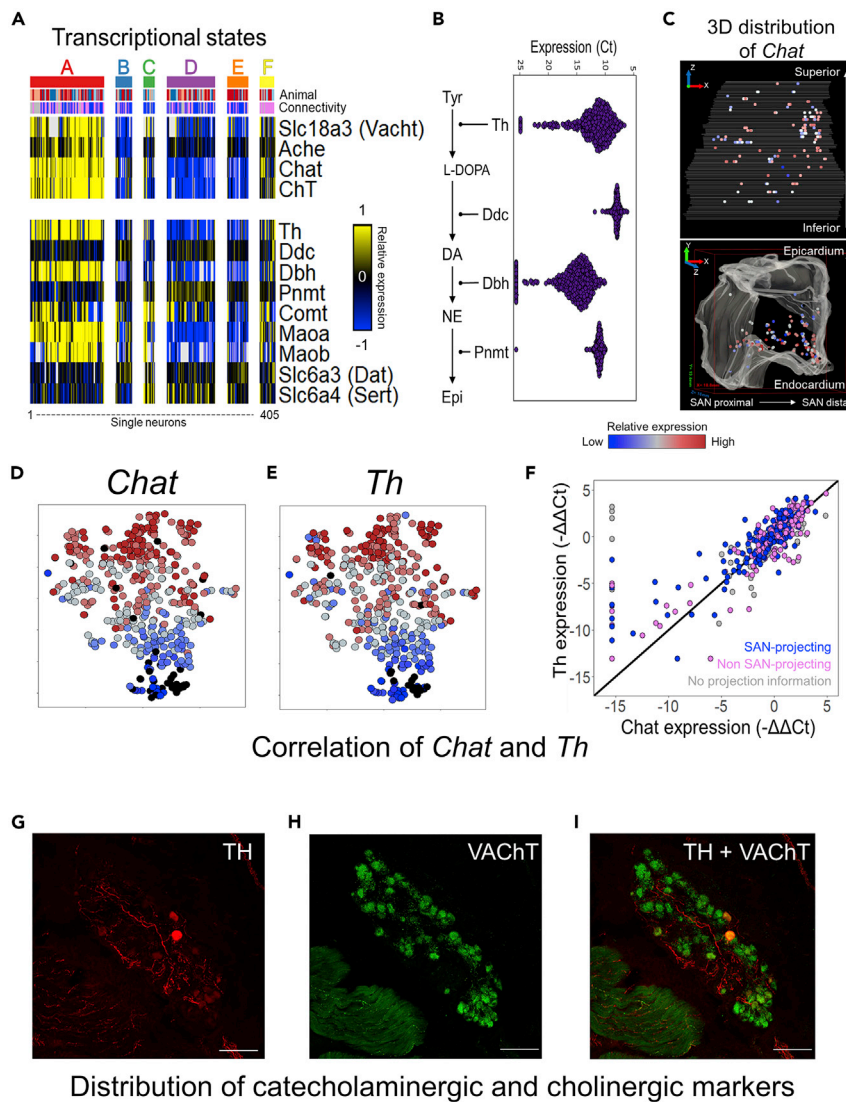 A
Transcriptional states
A B C D E F
Animal
Connectivity
Slc18a3 (Vacht)
Ache
Chat
ChT
Th
Ddc
Dbh
Pnmt
Comt
Maoa
Maob
Slc6a3 (Dat)
Slc6a4 (Sert)
1
0
-1
Relative expression
1 405
Single neurons
B
Expression (Ct)
25 20 15 10 5
Tyr
Th
L-DOPA
Ddc
DA
Dbh
NE
Pnmt
Epi
C
3D distribution
of Chat
Z
X
Superior
Inferior
Y
X
Z
Epicardium
Endocardium
SAN proximal SAN dista
Relative expression
Low High
D
Chat
E
Th
F
Th expression (-ΔΔCt)
5
0
-5
-10
-15
SAN-projecting
Non SAN-projecting
No projection information
-15 -10 -5 0 5
Chat expression (-ΔΔCt)
Correlation of Chat and Th
G
TH
H
VAChT
I
TH + VAChT
Distribution of catecholaminergic and cholinergic markers